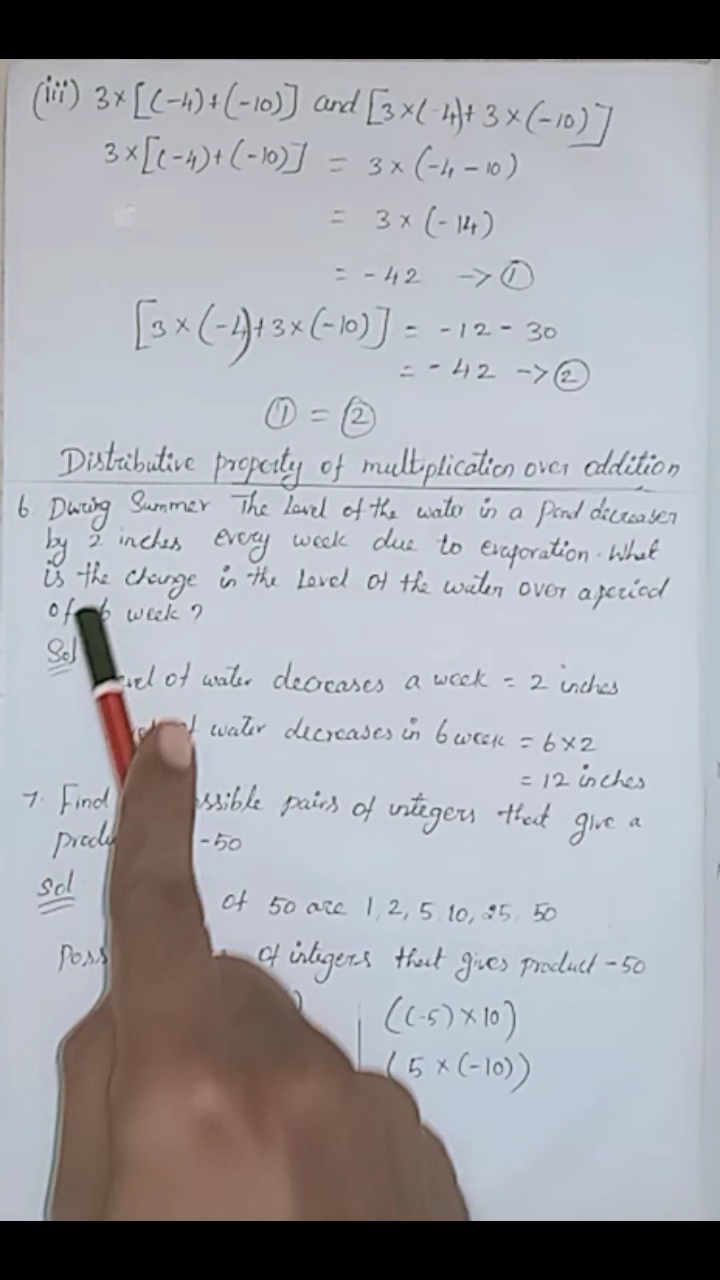 (iii) 3×[(-4)+(-10)] and [3×(-4)+3×(-10)]
3×[(-4)+(-10)] = 3×(-4-10)
= 3×(-14)
= -42 → ①
[3×(-4)+3×(-10)] = -12-30
= -42 → ②
① = ②
Distributive property of multiplication over addition
6. During Summer The Level of the water in a Pond decreases
by 2 inches every week due to evaporation. What
is the change in the Level of the water over a period
of 6 week?
Sol
of water decreases a week = 2 inches
water decreases in 6 week = 6×2
= 12 inches
7. Find pairs of integers that give a
-50
Sol
of 50 are 1, 2, 5, 10, 25, 50
of integers that gives product -50
((-5)×10)
(5×(-10))